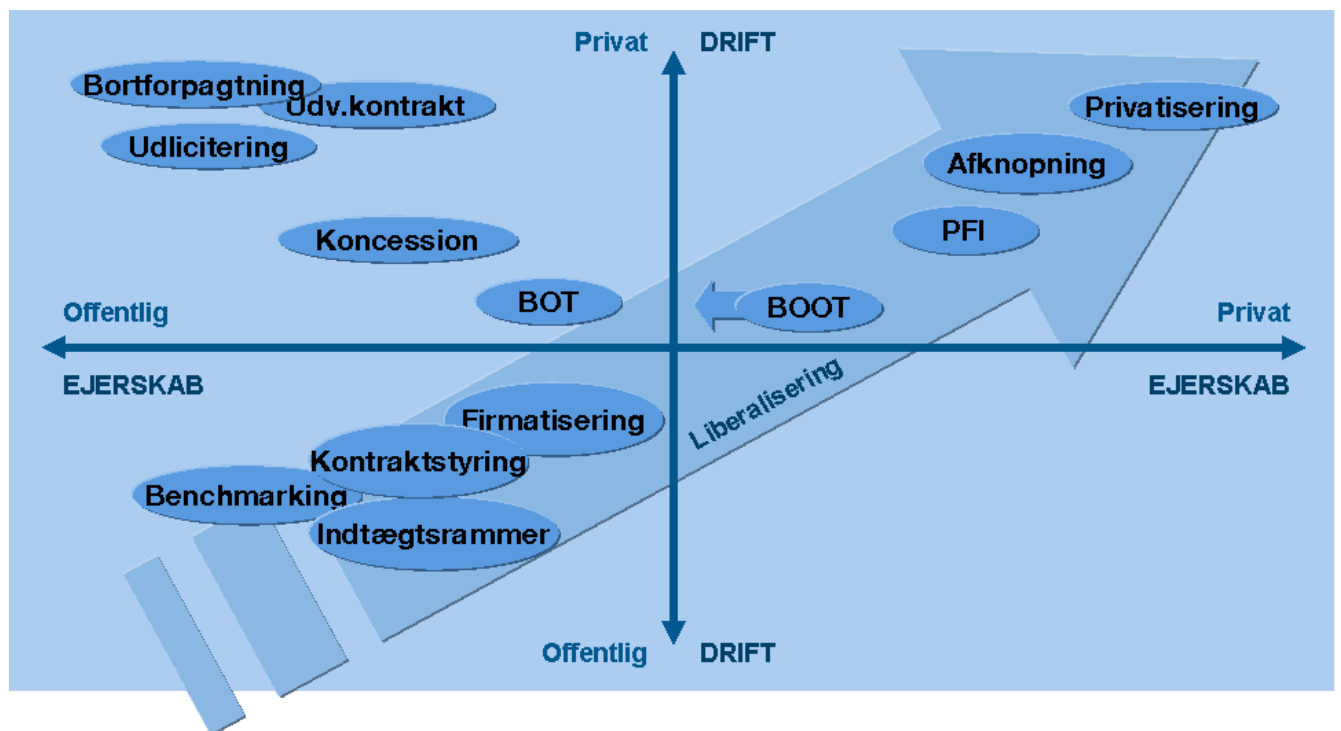 Privat DRIFT
Bortforpagtning
Udv.kontrakt
Privatisering
Udlicitering
Afknopning
Koncession
PFI
BOT
BOOT
Offentlig
Privat
EJERSKAB
EJERSKAB
Liberalisering
Firmatisering
Kontraktstyring
Benchmarking
Indtægtsrammer
Offentlig DRIFT